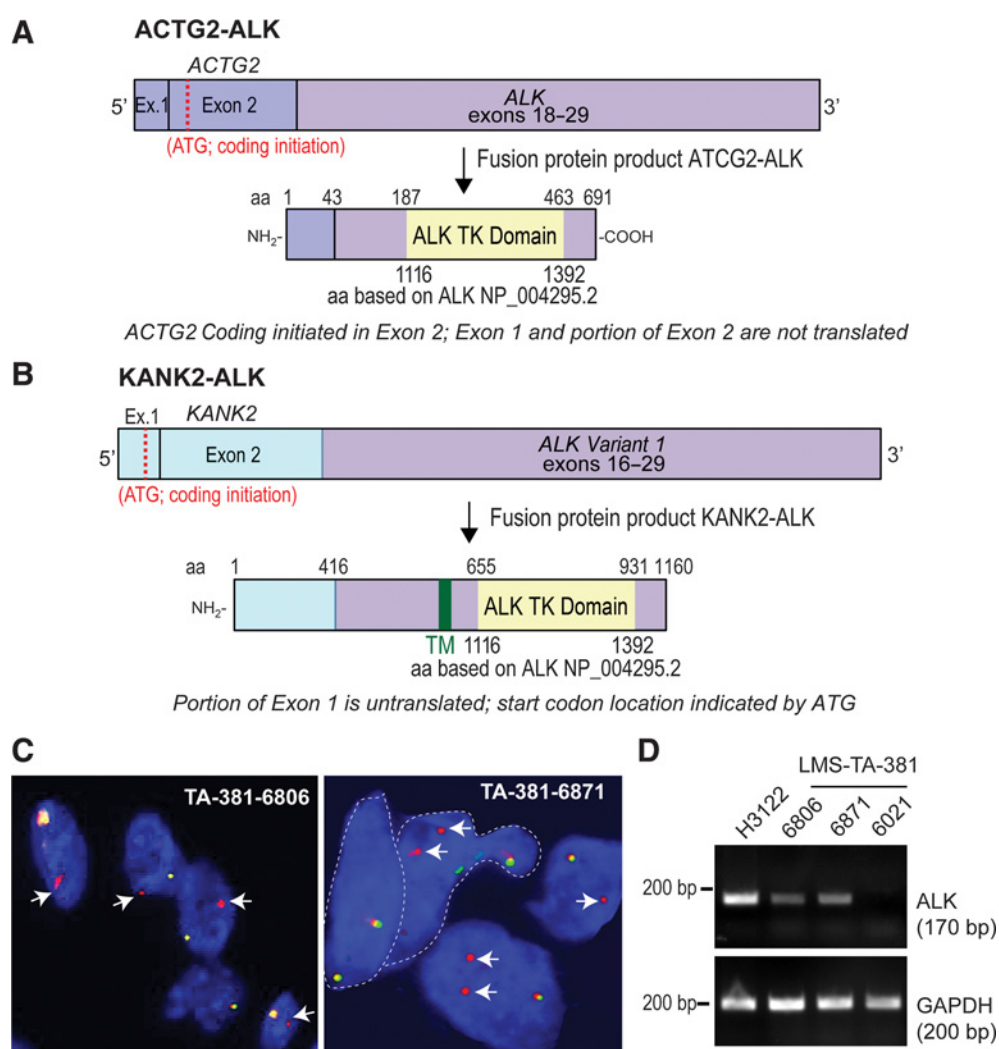 A
ACTG2-ALK
ACTG2
5’ Ex.1 Exon 2 ALK exons 18–29 3’
(ATG; coding initiation)
Fusion protein product ATCG2-ALK
aa 1 43 187 463 691
NH2- ALK TK Domain -COOH
1116 1392
aa based on ALK NP_004295.2
ACTG2 Coding initiated in Exon 2; Exon 1 and portion of Exon 2 are not translated
B
KANK2-ALK
Ex.1 KANK2
5’ Exon 2 ALK Variant 1 exons 16–29 3’
(ATG; coding initiation)
Fusion protein product KANK2-ALK
aa 1 416 655 931 1160
NH2- ALK TK Domain
TM 1116 1392
aa based on ALK NP_004295.2
Portion of Exon 1 is untranslated; start codon location indicated by ATG
C
TA-381-6806
TA-381-6871
D
LMS-TA-381
H3122 6806 6871 6021
200 bp
ALK
(170 bp)
200 bp
GAPDH
(200 bp)